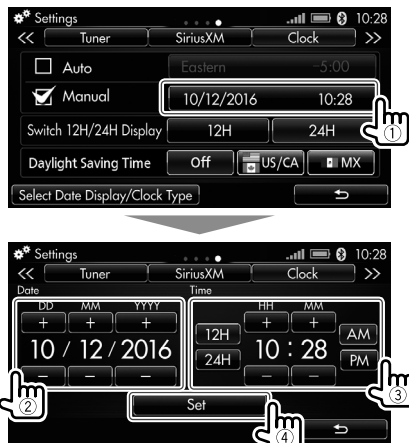 Settings 10:28
<< Tuner SiriusXM Clock >>
Auto Eastern -5:00
Manual 10/12/2016 10:28
①
Switch 12H/24H Display 12H 24H
Daylight Saving Time Off US/CA MX
Select Date Display/Clock Type
Settings 10:28
<< Tuner SiriusXM Clock >>
Date Time
DD MM YYYY HH MM
+ + + + +
12H AM
10 / 12 / 2016 10 : 28
24H PM
– – – – –
② ③
Set
④